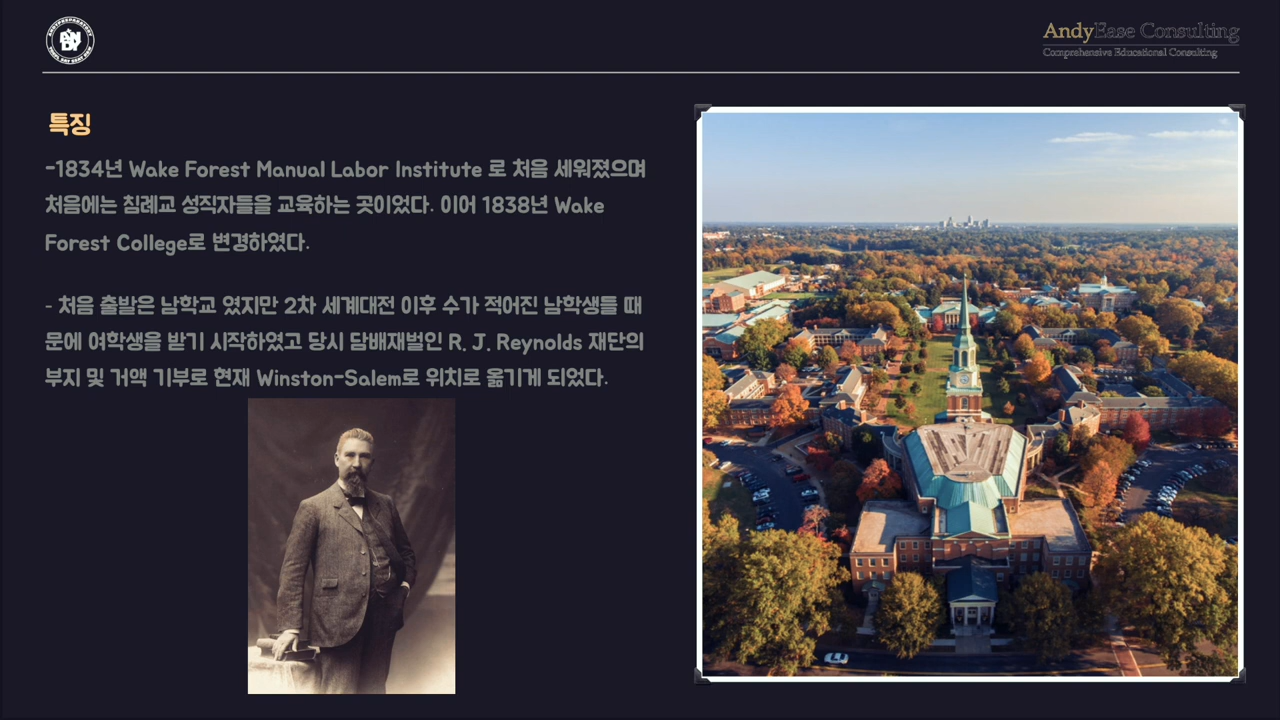 AndyEase Consulting
Comprehensive Educational Consulting
특징
-1834년 Wake Forest Manual Labor Institute 로 처음 세워졌으며
처음에는 침례교 성직자들을 교육하는 곳이었다. 이어 1838년 Wake
Forest College로 변경하였다.
- 처음 출발은 남학교 였지만 2차 세계대전 이후 수가 적어진 남학생들 때
문에 여학생을 받기 시작하였고 당시 담배재벌인 R. J. Reynolds 재단의
부지 및 거액 기부로 현재 Winston-Salem로 위치로 옮기게 되었다.